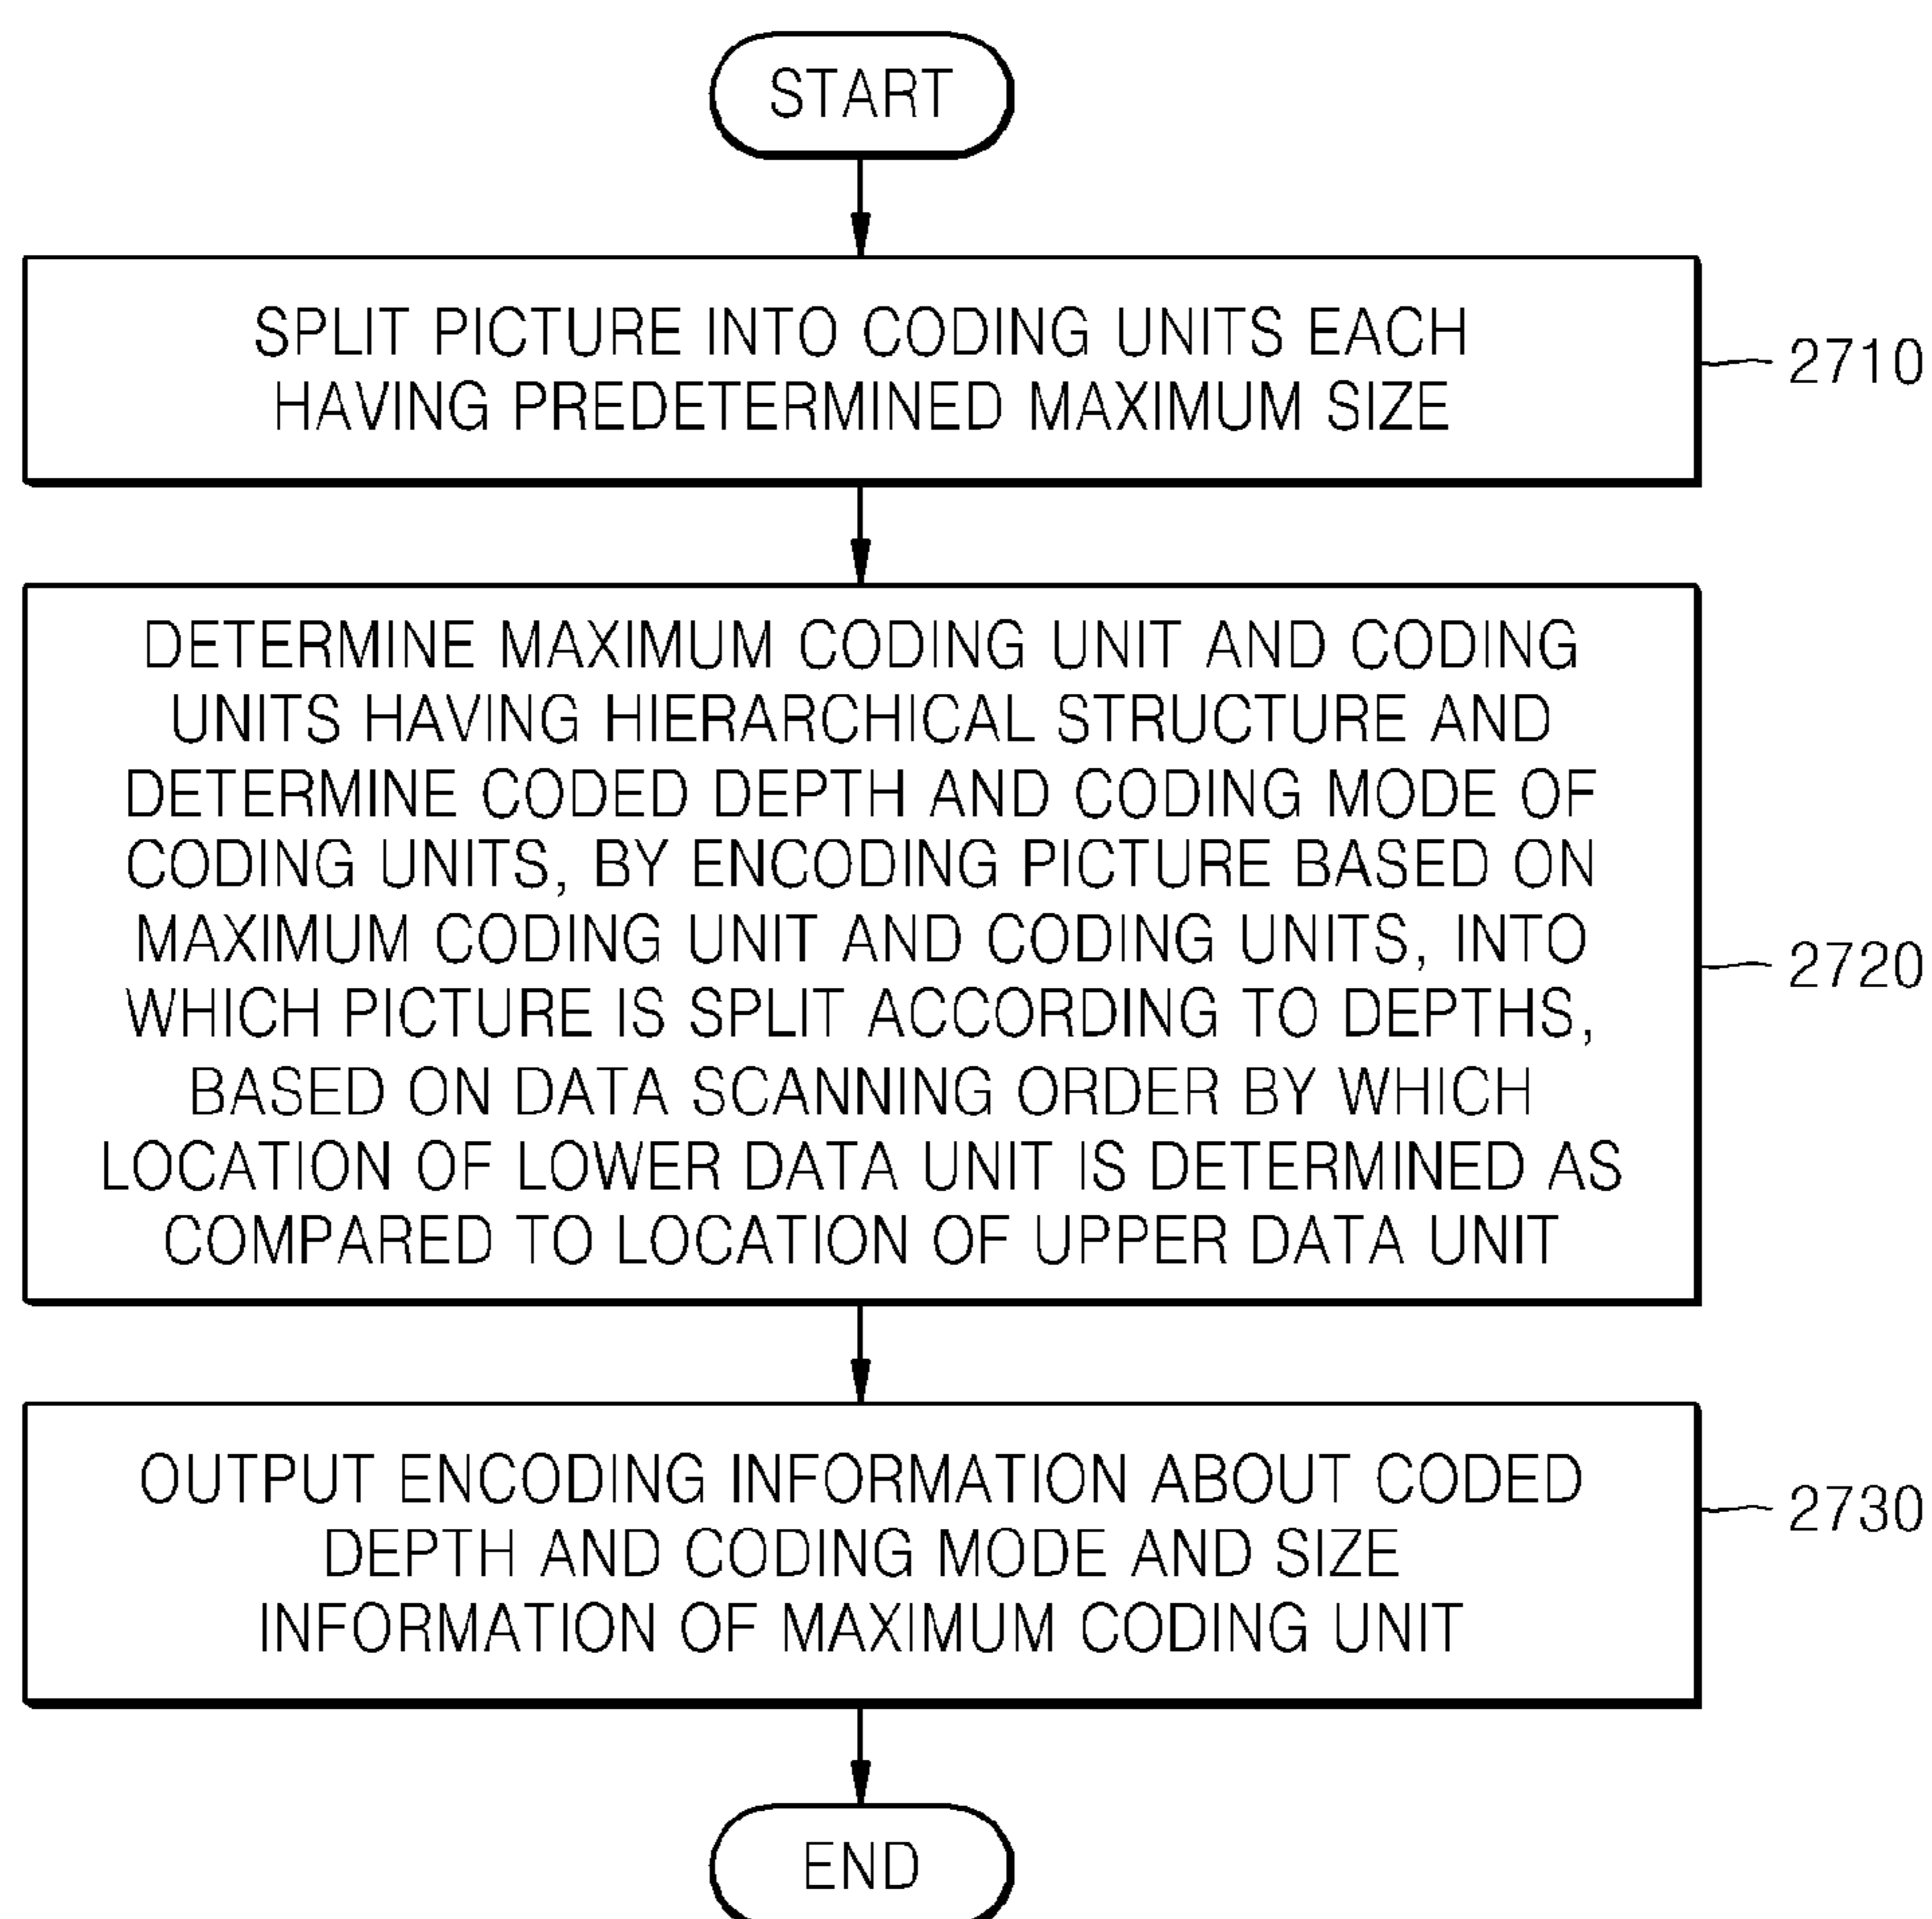 START
SPLIT PICTURE INTO CODING UNITS EACH
HAVING PREDETERMINED MAXIMUM SIZE
2710
DETERMINE MAXIMUM CODING UNIT AND CODING
UNITS HAVING HIERARCHICAL STRUCTURE AND
DETERMINE CODED DEPTH AND CODING MODE OF
CODING UNITS, BY ENCODING PICTURE BASED ON
MAXIMUM CODING UNIT AND CODING UNITS, INTO
WHICH PICTURE IS SPLIT ACCORDING TO DEPTHS,
BASED ON DATA SCANNING ORDER BY WHICH
LOCATION OF LOWER DATA UNIT IS DETERMINED AS
COMPARED TO LOCATION OF UPPER DATA UNIT
2720
OUTPUT ENCODING INFORMATION ABOUT CODED
DEPTH AND CODING MODE AND SIZE
INFORMATION OF MAXIMUM CODING UNIT
2730
END